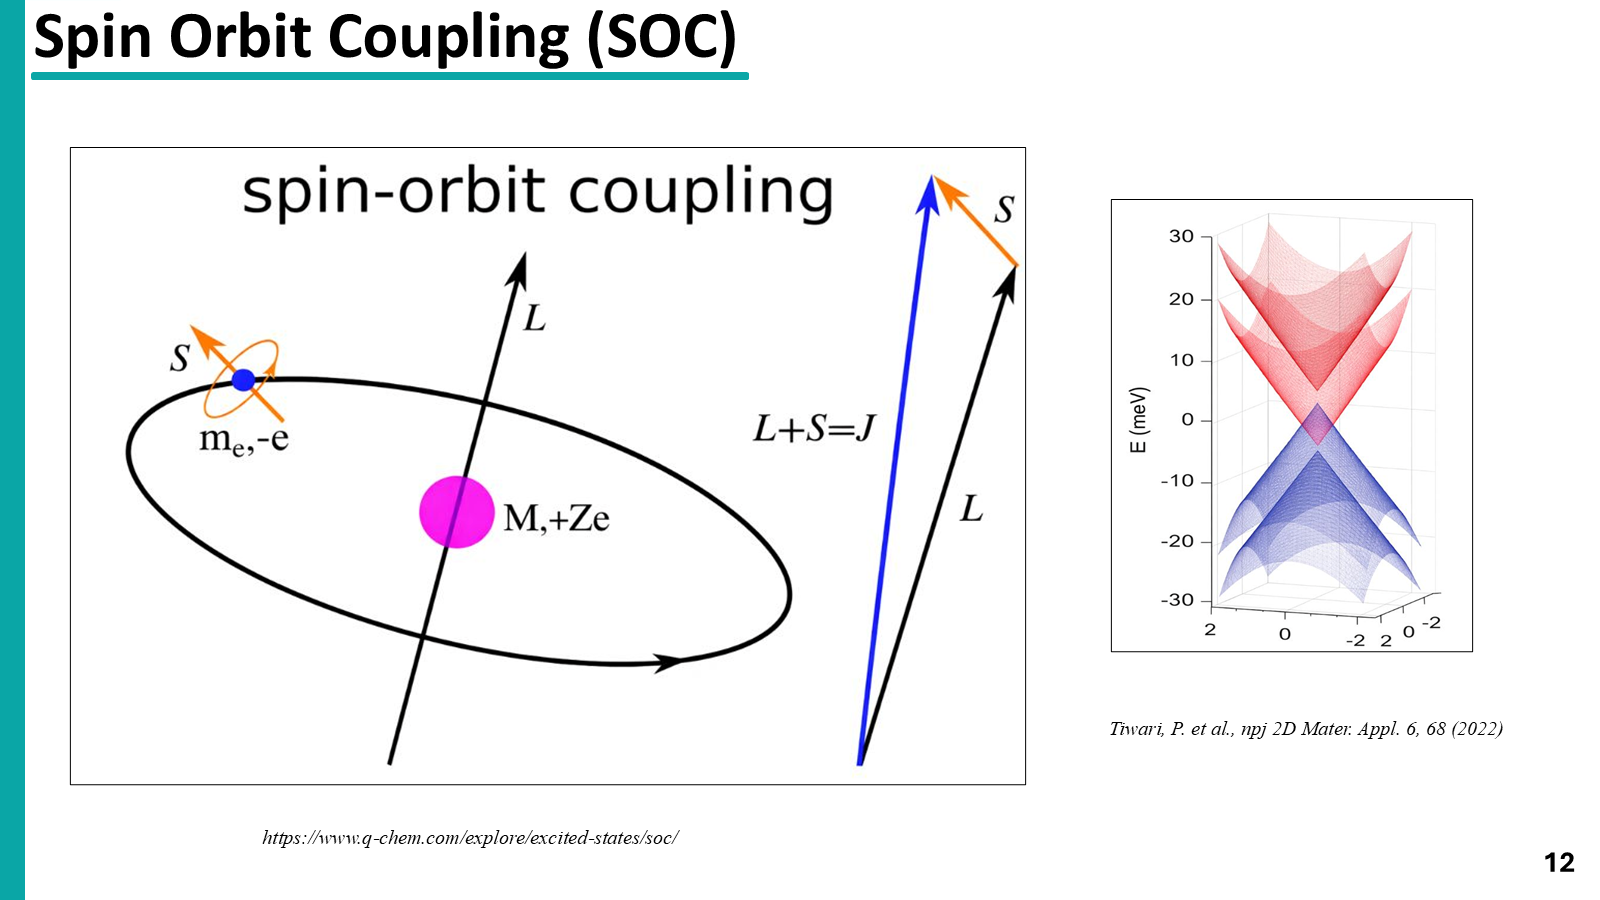 Spin Orbit Coupling (SOC)
spin-orbit coupling
S
L
S
mₑ,-e
L+S=J
M,+Ze
L
30
20
10
0
-10
-20
-30
E (meV)
2
0
-2
2
0
-2
Tiwari, P. et al., npj 2D Mater. Appl. 6, 68 (2022)
https://www.q-chem.com/explore/excited-states/soc/
12